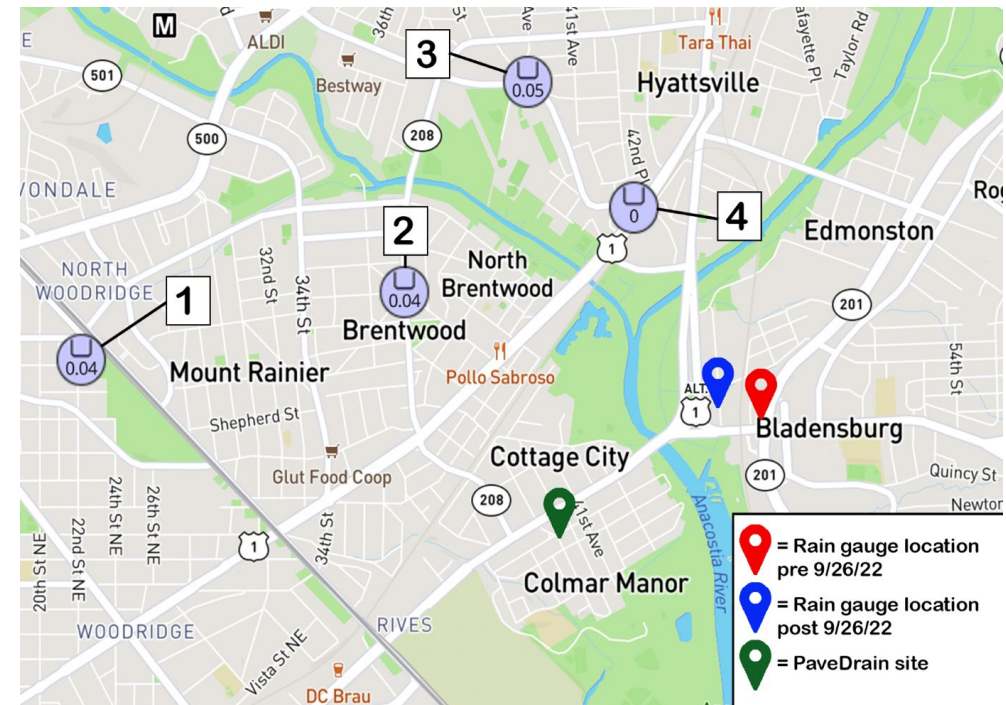 36th
St
Ave
41st Ave
Tara Thai
afayette Pl
Taylor Rd
M
ALDI
E
3
Bestway
501
0.05
Hyattsville
500
208
42nd Pl
VONDALE
Rog
2
4
0
1
Edmonston
NORTH
WOODRIDGE
32nd St
34th St
North
Brentwood
0.04
1
201
Brentwood
0.04
Mount Rainier
Pollo Sabroso
54th St
ALT.
1
Shepherd St
Bladensburg
Glut Food Coop
Cottage City
201
Quincy St
208
Newton
24th St NE
26th St NE
22nd St NE
20th St NE
34th St
41st Ave
Anacostia River
1
Colmar Manor
WOODRIDGE
RIVES
Vista St NE
DC Brau
= Rain gauge location
pre 9/26/22
= Rain gauge location
post 9/26/22
= PaveDrain site